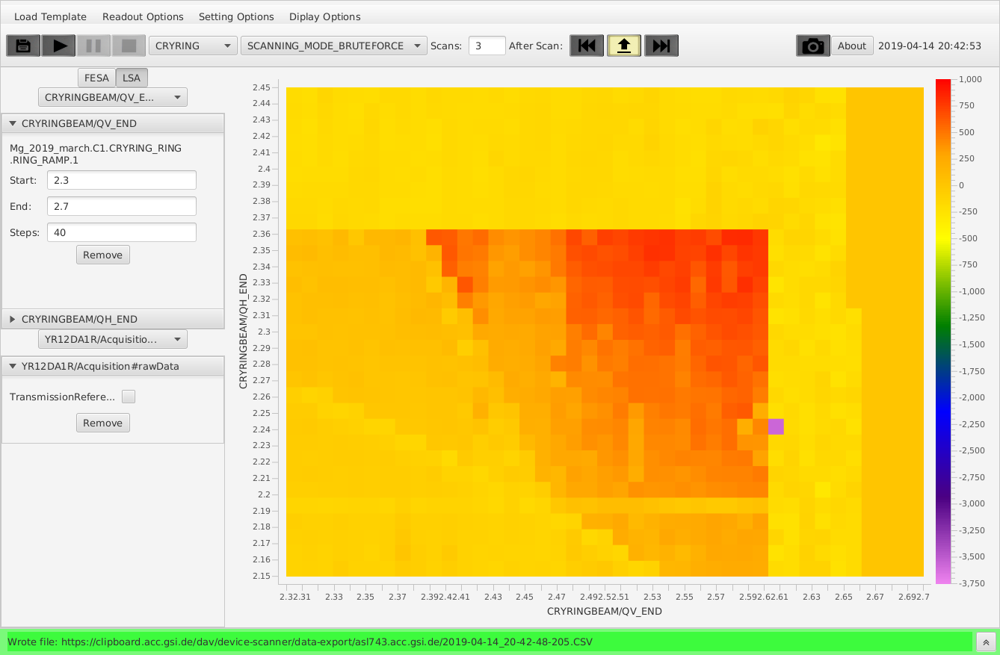 Load Template Readout Options Setting Options Diplay Options
CRYRING SCANNING_MODE_BRUTEFORCE Scans: 3 After Scan: About 2019-04-14 20:42:53
FESA LSA
CRYRINGBEAM/QV_E...
CRYRINGBEAM/QV_END
Mg_2019_march.C1.CRYRING_RING
.RING_RAMP.1
Start: 2.3
End: 2.7
Steps: 40
Remove
CRYRINGBEAM/QH_END
YR12DA1R/Acquisitio...
YR12DA1R/Acquisition#rawData
TransmissionRefere...
Remove
CRYRINGBEAM/QH_END
2.45
2.44
2.43
2.42
2.41
2.4
2.39
2.38
2.37
2.36
2.35
2.34
2.33
2.32
2.31
2.3
2.29
2.28
2.27
2.26
2.25
2.24
2.23
2.22
2.21
2.2
2.19
2.18
2.17
2.16
2.15
2.32.31 2.33 2.35 2.37 2.392.42.41 2.43 2.45 2.47 2.492.52.51 2.53 2.55 2.57 2.592.62.61 2.63 2.65 2.67 2.692.7
CRYRINGBEAM/QV_END
1,000
750
500
250
0
-250
-500
-750
-1,000
-1,250
-1,500
-1,750
-2,000
-2,250
-2,500
-2,750
-3,000
-3,250
-3,500
-3,750
Wrote file: https://clipboard.acc.gsi.de/dav/device-scanner/data-export/asl743.acc.gsi.de/2019-04-14_20-42-48-205.CSV